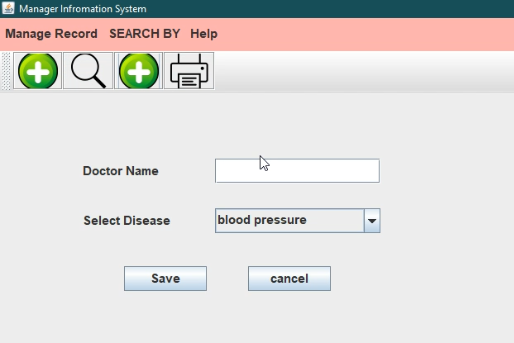 Manager Infromation System
Manage Record SEARCH BY Help
Doctor Name
Select Disease blood pressure
Save cancel